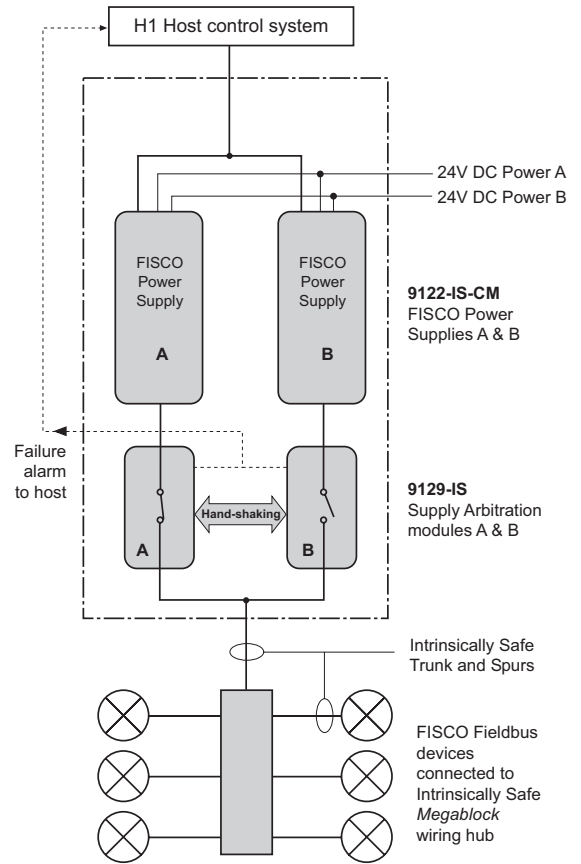 H1 Host control system
24V DC Power A
24V DC Power B
FISCO
Power
Supply
A
FISCO
Power
Supply
B
9122-IS-CM
FISCO Power
Supplies A & B
Failure
alarm
to host
Hand-shaking
A
B
9129-IS
Supply Arbitration
modules A & B
Intrinsically Safe
Trunk and Spurs
FISCO Fieldbus
devices
connected to
Intrinsically Safe
Megablock
wiring hub